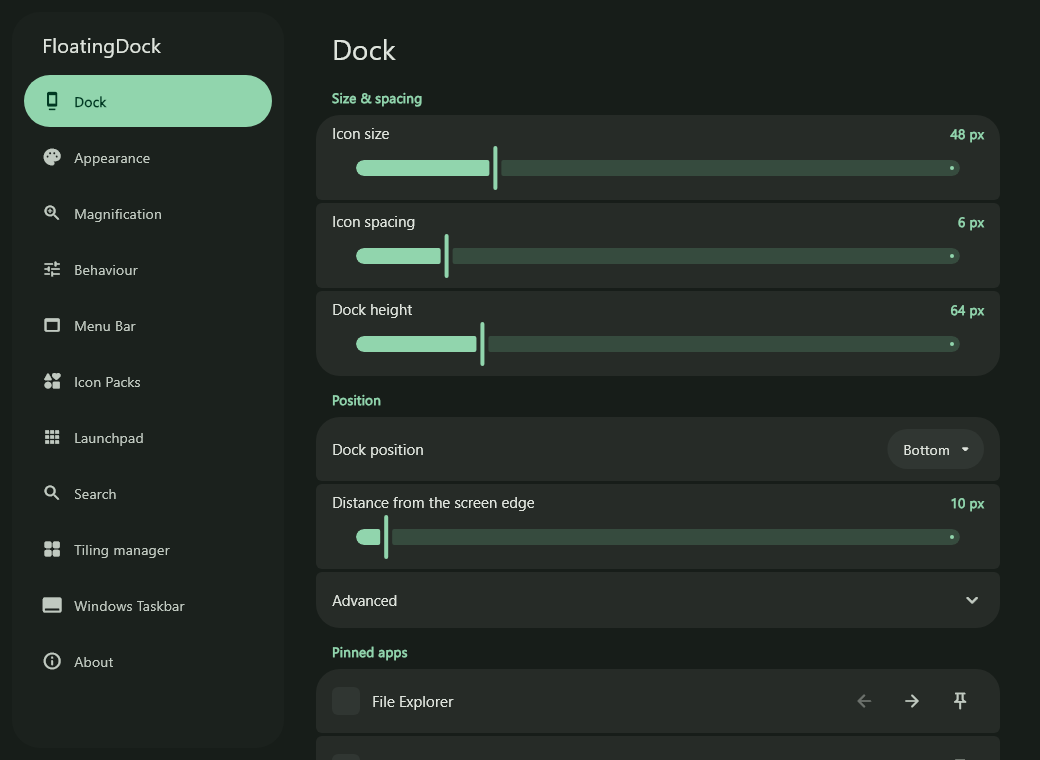 FloatingDock
Dock
Appearance
Magnification
Behaviour
Menu Bar
Icon Packs
Launchpad
Search
Tiling manager
Windows Taskbar
About
Dock
Size & spacing
Icon size 48 px
Icon spacing 6 px
Dock height 64 px
Position
Dock position Bottom
Distance from the screen edge 10 px
Advanced
Pinned apps
File Explorer